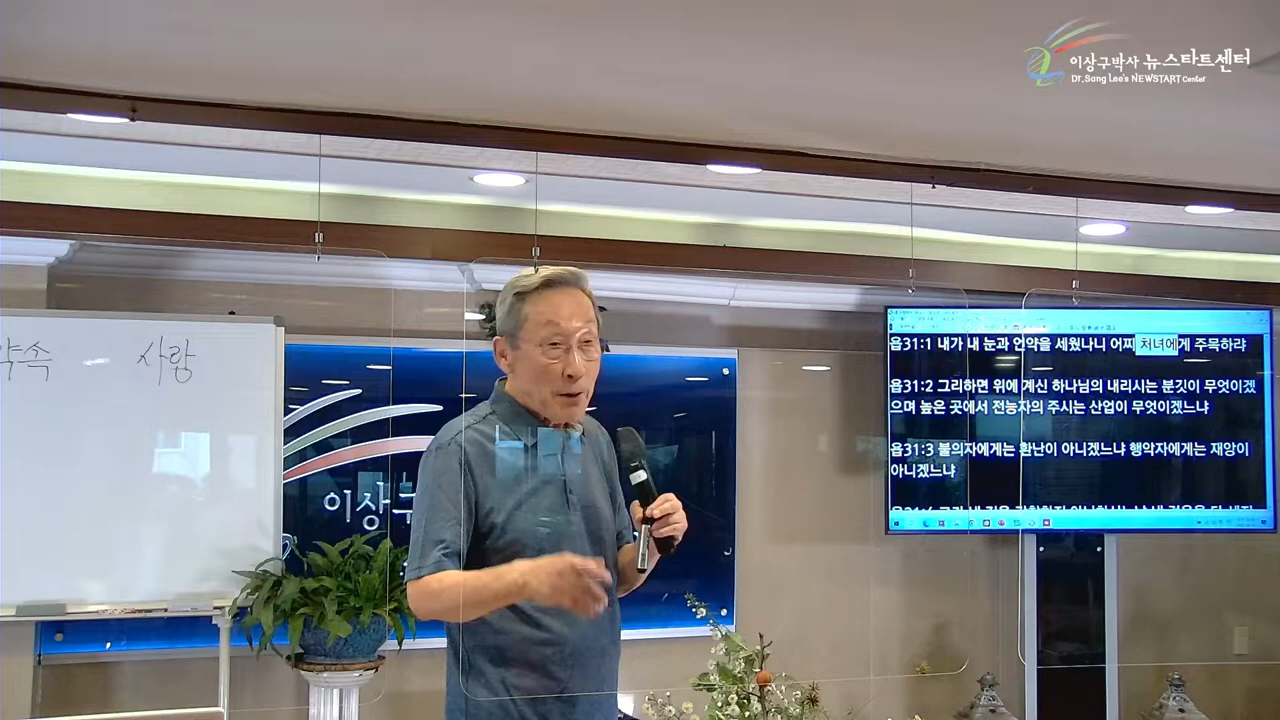 이상구박사 뉴스타트센터
Dr. Sang Lee's NEWSTART Center
약속 사랑
이상구
욥31:1 내가 내 눈과 언약을 세웠나니 어찌 처녀에게 주목하랴
욥31:2 그리하면 위에 계신 하나님의 내리시는 분깃이 무엇이겠
으며 높은 곳에서 전능자의 주시는 산업이 무엇이겠느냐
욥31:3 불의자에게는 환난이 아니겠느냐 행악자에게는 재앙이
아니겠느냐